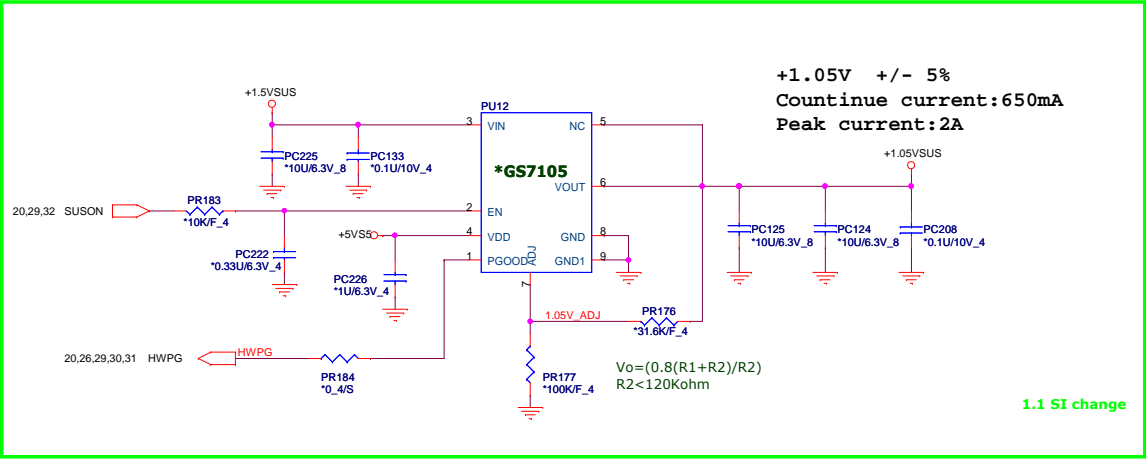 +1.05V +/- 5%
Countinue current:650mA
Peak current:2A
+1.5VSUS
PU12
3 VIN
NC 5
PC225
*10U/6.3V_8
PC133
*0.1U/10V_4
*GS7105
+1.05VSUS
VOUT 6
20,29,32 SUSON
PR183
*10K/F_4
2 EN
+5VS5
4 VDD
GND 8
PC125
*10U/6.3V_8
PC124
*10U/6.3V_8
PC208
*0.1U/10V_4
PC222
*0.33U/6.3V_4
1 PGOOD
ADJ
GND1 9
PC226
*1U/6.3V_4
7
1.05V_ADJ
PR176
*31.6K/F_4
20,26,29,30,31 HWPG
HWPG
PR184
*0_4/S
PR177
*100K/F_4
Vo=(0.8(R1+R2)/R2)
R2<120Kohm
1.1 SI change